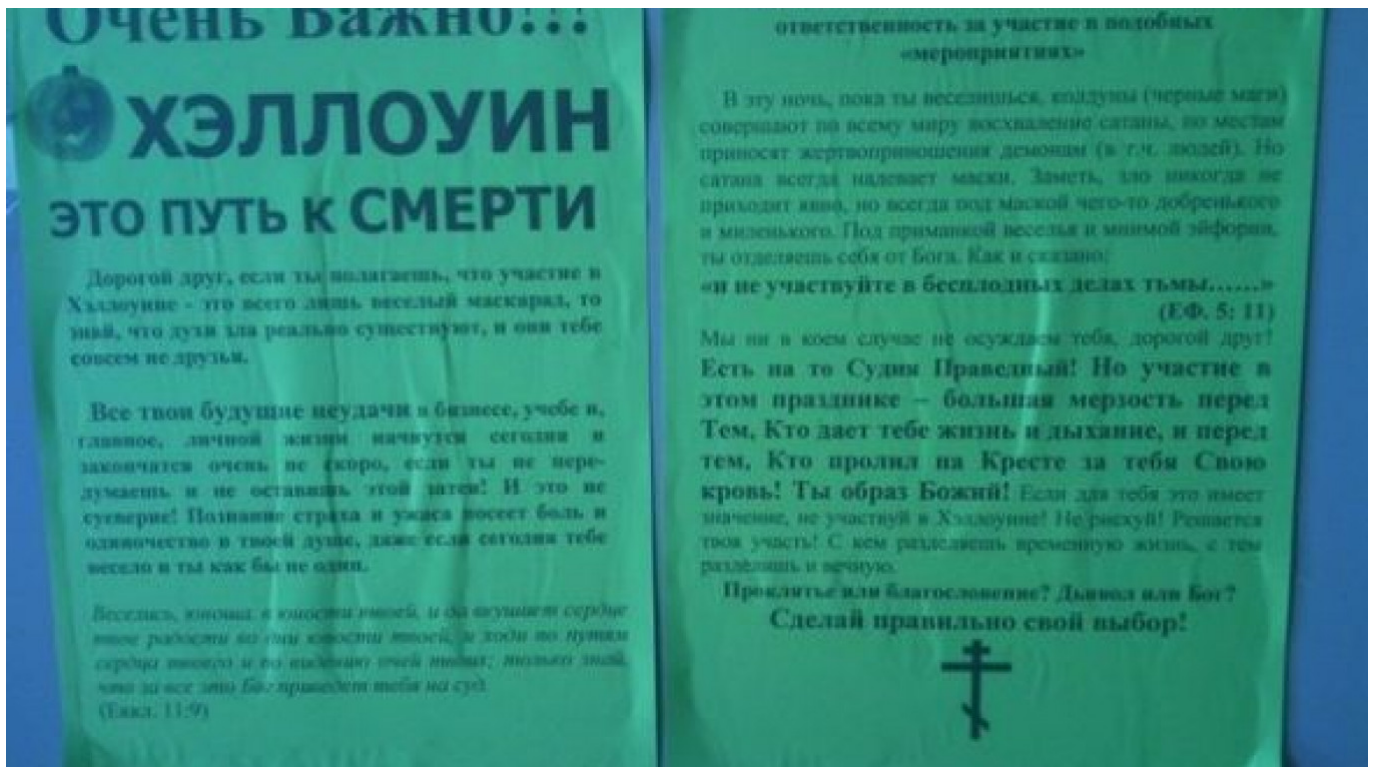 Очень Важно!!!
ХЭЛЛОУИН
ЭТО ПУТЬ К СМЕРТИ
Дорогой друг, если ты полагаешь, что участие в
Хэллоуине - это всего лишь веселый маскарад, то
знай, что духи зла реально существуют, и они тебе
совсем не друзья.
Все твои будущие неудачи в бизнесе, учебе и,
главное, личной жизни начнутся сегодня и
закончатся очень не скоро, если ты не пере-
думаешь и не оставишь этой затеи! И это не
суеверие! Познание страха и ужаса посеет боль и
одиночество в твоей душе, даже если сегодня тебе
весело и ты как бы не один.
Веселись, юноша, в юности твоей, и да вкушает сердце
твое радости во дни юности твоей, и ходи по путям
сердца твоего и по видению очей твоих; только знай,
что за все это Бог приведет тебя на суд.
(Еккл. 11:9)
ответственность за участие в подобных
«мероприятиях»
В эту ночь, пока ты веселишься, колдуны (черные маги)
совершают по всему миру восхваление сатаны, по местам
приносят жертвоприношения демонам (в т.ч. людей). Но
сатана всегда надевает маски. Заметь, зло никогда не
приходит явно, но всегда под маской чего-то добренького
и миленького. Под приманкой веселья и мнимой эйфории,
ты отделяешь себя от Бога. Как и сказано:
«и не участвуйте в бесплодных делах тьмы……»
(ЕФ. 5: 11)
Мы ни в коем случае не осуждаем тебя, дорогой друг!
Есть на то Судия Праведный! Но участие в
этом празднике – большая мерзость перед
Тем, Кто дает тебе жизнь и дыхание, и перед
тем, Кто пролил на Кресте за тебя Свою
кровь! Ты образ Божий! Если для тебя это имеет
значение, не участвуй в Хэллоуине! Не рискуй! Решается
твоя участь! С кем разделяешь временную жизнь, с тем
разделишь и вечную.
Проклятье или благословение? Дьявол или Бог?
Сделай правильно свой выбор!